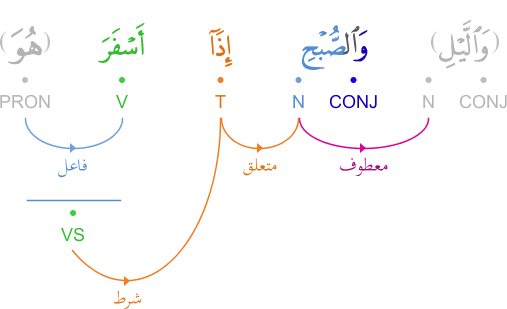 (وَٱلَّيْلِ) وَٱلصُّبْحِ إِذَآ أَسْفَرَ (هُوَ)
PRON V T N CONJ N CONJ
فاعل متعلق معطوف
VS
شرط